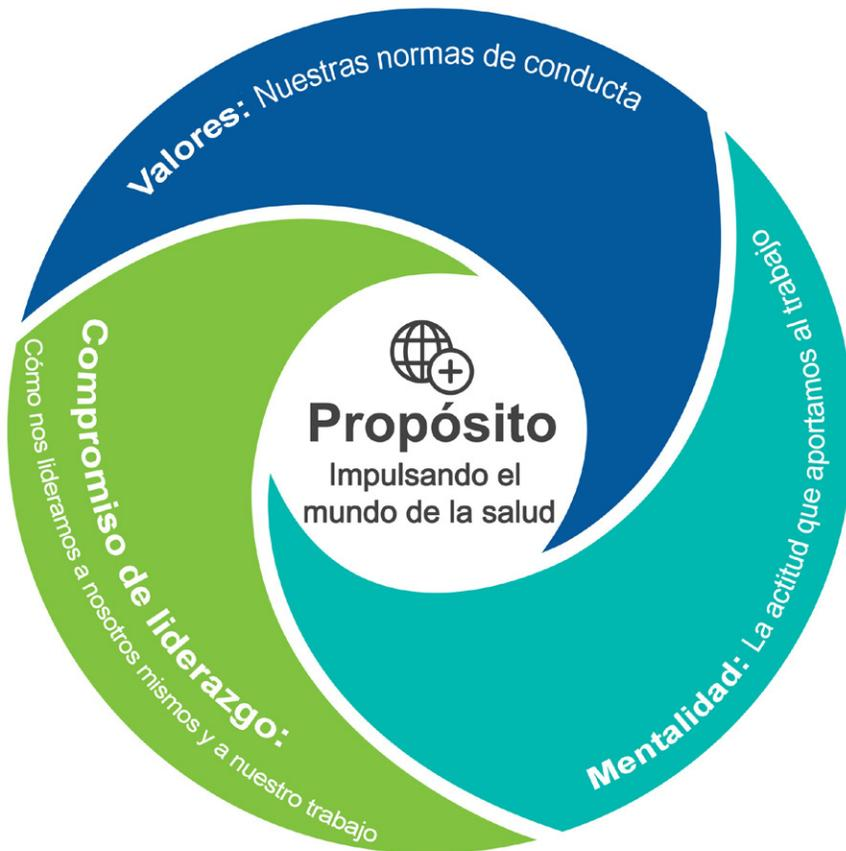 Valores: Nuestras normas de conducta
Mentalidad: La actitud que aportamos al trabajo
Compromiso de liderazgo:
Cómo nos lideramos a nosotros mismos y a nuestro trabajo
Propósito
Impulsando el
mundo de la salud